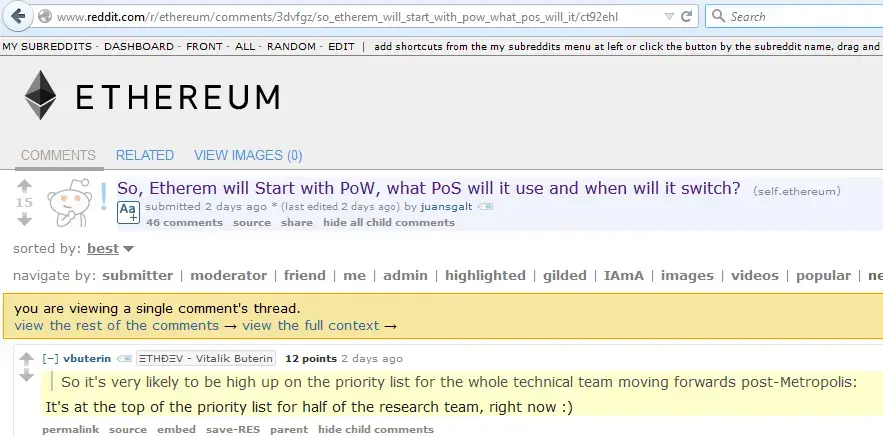 www.reddit.com/r/ethereum/comments/3dvfgz/so_etherem_will_start_with_pow_what_pos_will_it/ct92ehl
Search
MY SUBREDDITS - DASHBOARD - FRONT - ALL - RANDOM - EDIT | add shortcuts from the my subreddits menu at left or click the button by the subreddit name, drag and
ETHEREUM
COMMENTS RELATED VIEW IMAGES (0)
15
So, Etherem will Start with PoW, what PoS will it use and when will it switch? (self.ethereum)
Aa+
submitted 2 days ago * (last edited 2 days ago) by juansgalt
46 comments source share hide all child comments
sorted by: best
navigate by: submitter | moderator | friend | me | admin | highlighted | gilded | IAmA | images | videos | popular | ne
you are viewing a single comment's thread.
view the rest of the comments → view the full context →
[–] vbuterin ΞTHÐΞV - Vitalik Buterin 12 points 2 days ago
So it's very likely to be high up on the priority list for the whole technical team moving forwards post-Metropolis:
It's at the top of the priority list for half of the research team, right now :)
permalink source embed save-RES parent hide child comments